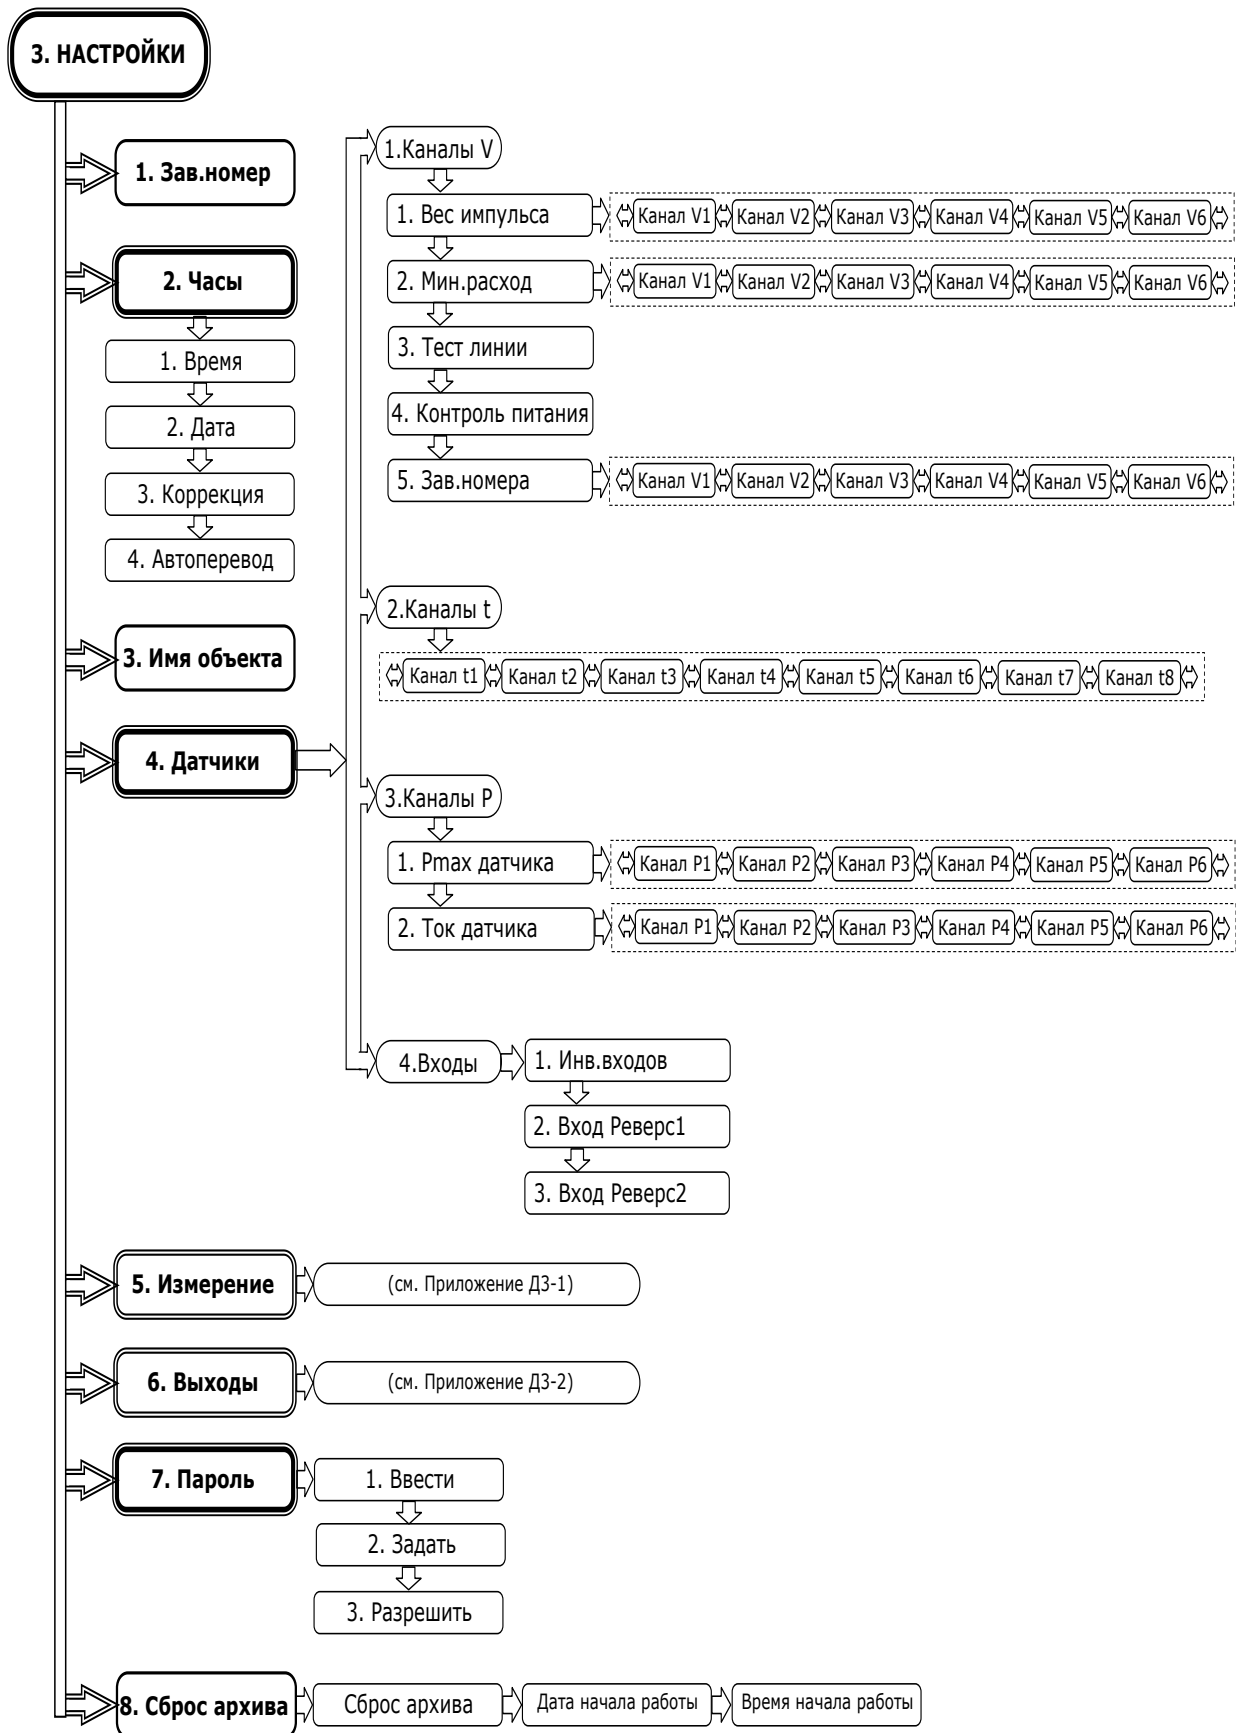 3. НАСТРОЙКИ
1. Зав.номер
2. Часы
1. Время
2. Дата
3. Коррекция
4. Автоперевод
3. Имя объекта
4. Датчики
1.Каналы V
1. Вес импульса
Канал V1 Канал V2 Канал V3 Канал V4 Канал V5 Канал V6
2. Мин.расход
Канал V1 Канал V2 Канал V3 Канал V4 Канал V5 Канал V6
3. Тест линии
4. Контроль питания
5. Зав.номера
Канал V1 Канал V2 Канал V3 Канал V4 Канал V5 Канал V6
2.Каналы t
Канал t1 Канал t2 Канал t3 Канал t4 Канал t5 Канал t6 Канал t7 Канал t8
3.Каналы P
1. Pmax датчика
Канал P1 Канал P2 Канал P3 Канал P4 Канал P5 Канал P6
2. Ток датчика
Канал P1 Канал P2 Канал P3 Канал P4 Канал P5 Канал P6
4.Входы
1. Инв.входов
2. Вход Реверс1
3. Вход Реверс2
5. Измерение
(см. Приложение Д3-1)
6. Выходы
(см. Приложение Д3-2)
7. Пароль
1. Ввести
2. Задать
3. Разрешить
8. Сброс архива
Сброс архива
Дата начала работы
Время начала работы